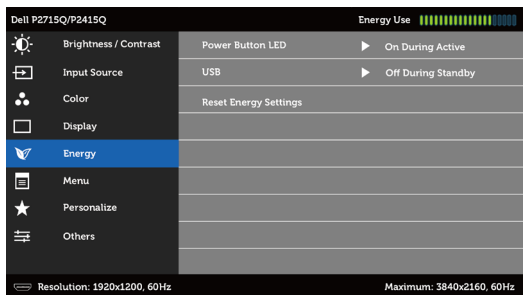 Dell P2715Q/P2415Q Energy Use
Brightness / Contrast Power Button LED On During Active
Input Source USB Off During Standby
Color Reset Energy Settings
Display
Energy
Menu
Personalize
Others
Resolution: 1920x1200, 60Hz Maximum: 3840x2160, 60Hz